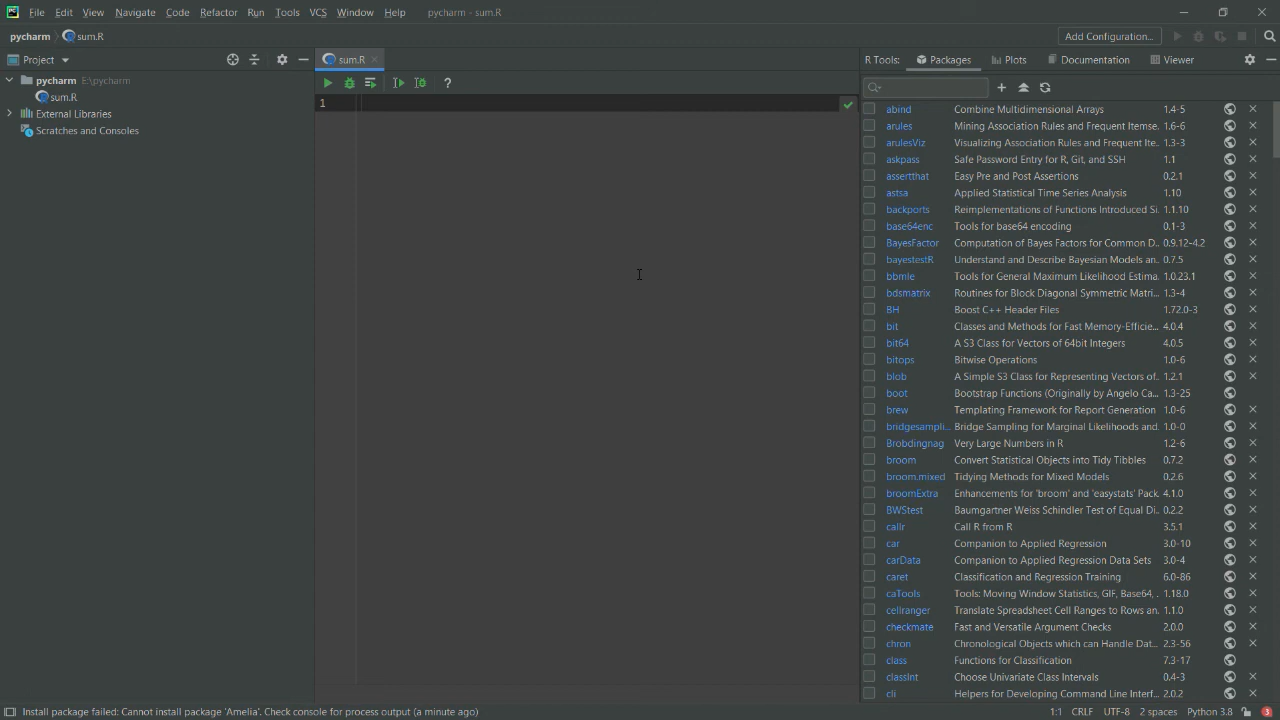 PC File Edit View Navigate Code Refactor Run Tools VCS Window Help pycharm - sum.R
pycharm sum.R Add Configuration...
Project sum.R R Tools: Packages Plots Documentation Viewer
pycharm E:\pycharm
sum.R
External Libraries
Scratches and Consoles
?
1
abind Combine Multidimensional Arrays 1.4-5
arules Mining Association Rules and Frequent Itemse. 1.6-6
arulesViz Visualizing Association Rules and Frequent Ite... 1.3-3
askpass Safe Password Entry for R, Git, and SSH 1.1
assertthat Easy Pre and Post Assertions 0.2.1
astsa Applied Statistical Time Series Analysis 1.10
backports Reimplementations of Functions Introduced Si. 1.1.10
base64enc Tools for base64 encoding 0.1-3
BayesFactor Computation of Bayes Factors for Common D.. 0.9.12-4.2
bayestestR Understand and Describe Bayesian Models an.. 0.7.5
bbmle Tools for General Maximum Likelihood Estima. 1.0.23.1
bdsmatrix Routines for Block Diagonal Symmetric Matri... 1.3-4
BH Boost C++ Header Files 1.72.0-3
bit Classes and Methods for Fast Memory-Efficie... 4.0.4
bit64 A S3 Class for Vectors of 64bit Integers 4.0.5
bitops Bitwise Operations 1.0-6
blob A Simple S3 Class for Representing Vectors of.. 1.2.1
boot Bootstrap Functions (Originally by Angelo Ca... 1.3-25
brew Templating Framework for Report Generation 1.0-6
bridgesampli... Bridge Sampling for Marginal Likelihoods and. 1.0-0
Brobdingnag Very Large Numbers in R 1.2-6
broom Convert Statistical Objects into Tidy Tibbles 0.7.2
broom.mixed Tidying Methods for Mixed Models 0.2.6
broomExtra Enhancements for 'broom' and 'easystats' Pack. 4.1.0
BWStest Baumgartner Weiss Schindler Test of Equal Di.. 0.2.2
callr Call R from R 3.5.1
car Companion to Applied Regression 3.0-10
carData Companion to Applied Regression Data Sets 3.0-4
caret Classification and Regression Training 6.0-86
caTools Tools: Moving Window Statistics, GIF, Base64, . 1.18.0
cellranger Translate Spreadsheet Cell Ranges to Rows an. 1.1.0
checkmate Fast and Versatile Argument Checks 2.0.0
chron Chronological Objects which can Handle Dat... 2.3-56
class Functions for Classification 7.3-17
classInt Choose Univariate Class Intervals 0.4-3
cli Helpers for Developing Command Line Interf... 2.0.2
Install package failed: Cannot install package 'Amelia'. Check console for process output (a minute ago) 1:1 CRLF UTF-8 2 spaces Python 3.8 3